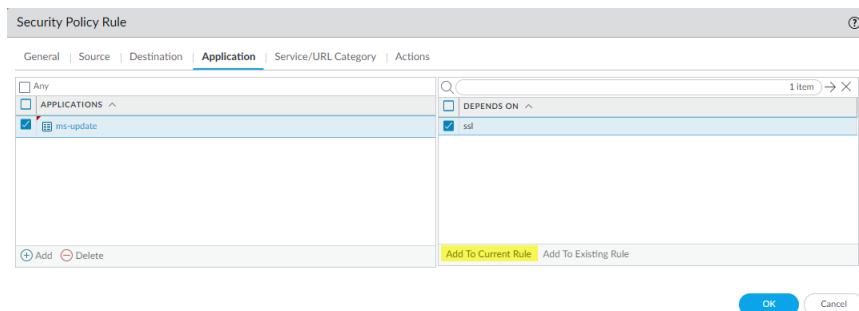 Security Policy Rule
General | Source | Destination | Application | Service/URL Category | Actions
Any
APPLICATIONS
ms-update
Add Delete
1 item
DEPENDS ON
ssl
Add To Current Rule Add To Existing Rule
OK Cancel